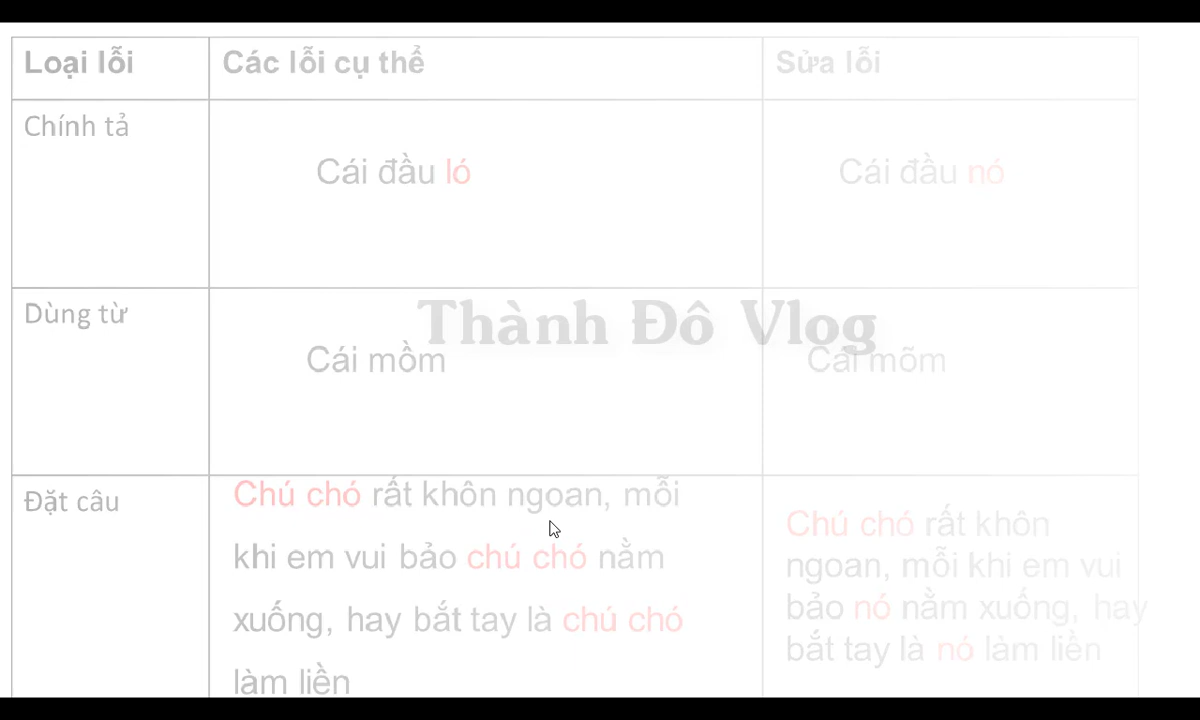 Loại lỗi
Các lỗi cụ thể
Sửa lỗi
Chính tả
Cái đầu ló
Cái đầu nó
Thành Đô Vlog
Dùng từ
Cái mồm
Cái mõm
Đặt câu
Chú chó rất khôn ngoan, mỗi
khi em vui bảo chú chó nằm
xuống, hay bắt tay là chú chó
làm liền
Chú chó rất khôn
ngoan, mỗi khi em vui
bảo nó nằm xuống, hay
bắt tay là nó làm liền